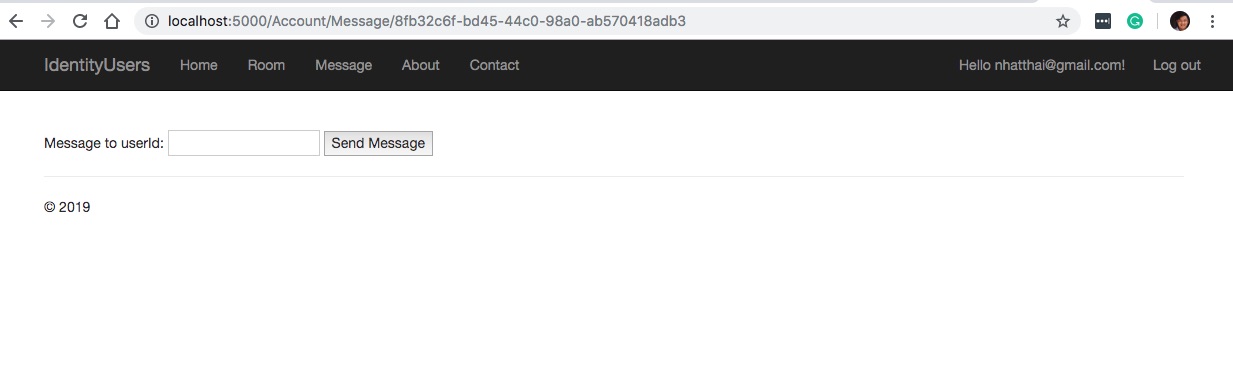 localhost:5000/Account/Message/8fb32c6f-bd45-44c0-98a0-ab570418adb3
IdentityUsers Home Room Message About Contact Hello nhatthai@gmail.com! Log out
Message to userId: Send Message
© 2019